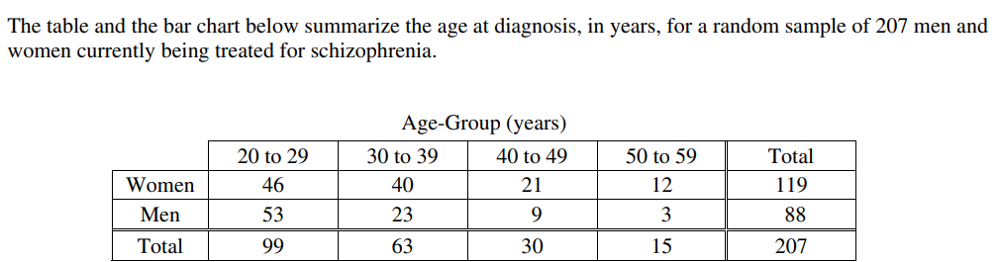 The table and the bar chart below summarize the age at diagnosis, in years, for a random sample of 207 men and
women currently being treated for schizophrenia.
Age-Group (years)
20 to 29 30 to 39 40 to 49 50 to 59 Total
Women 46 40 21 12 119
Men 53 23 9 3 88
Total 99 63 30 15 207